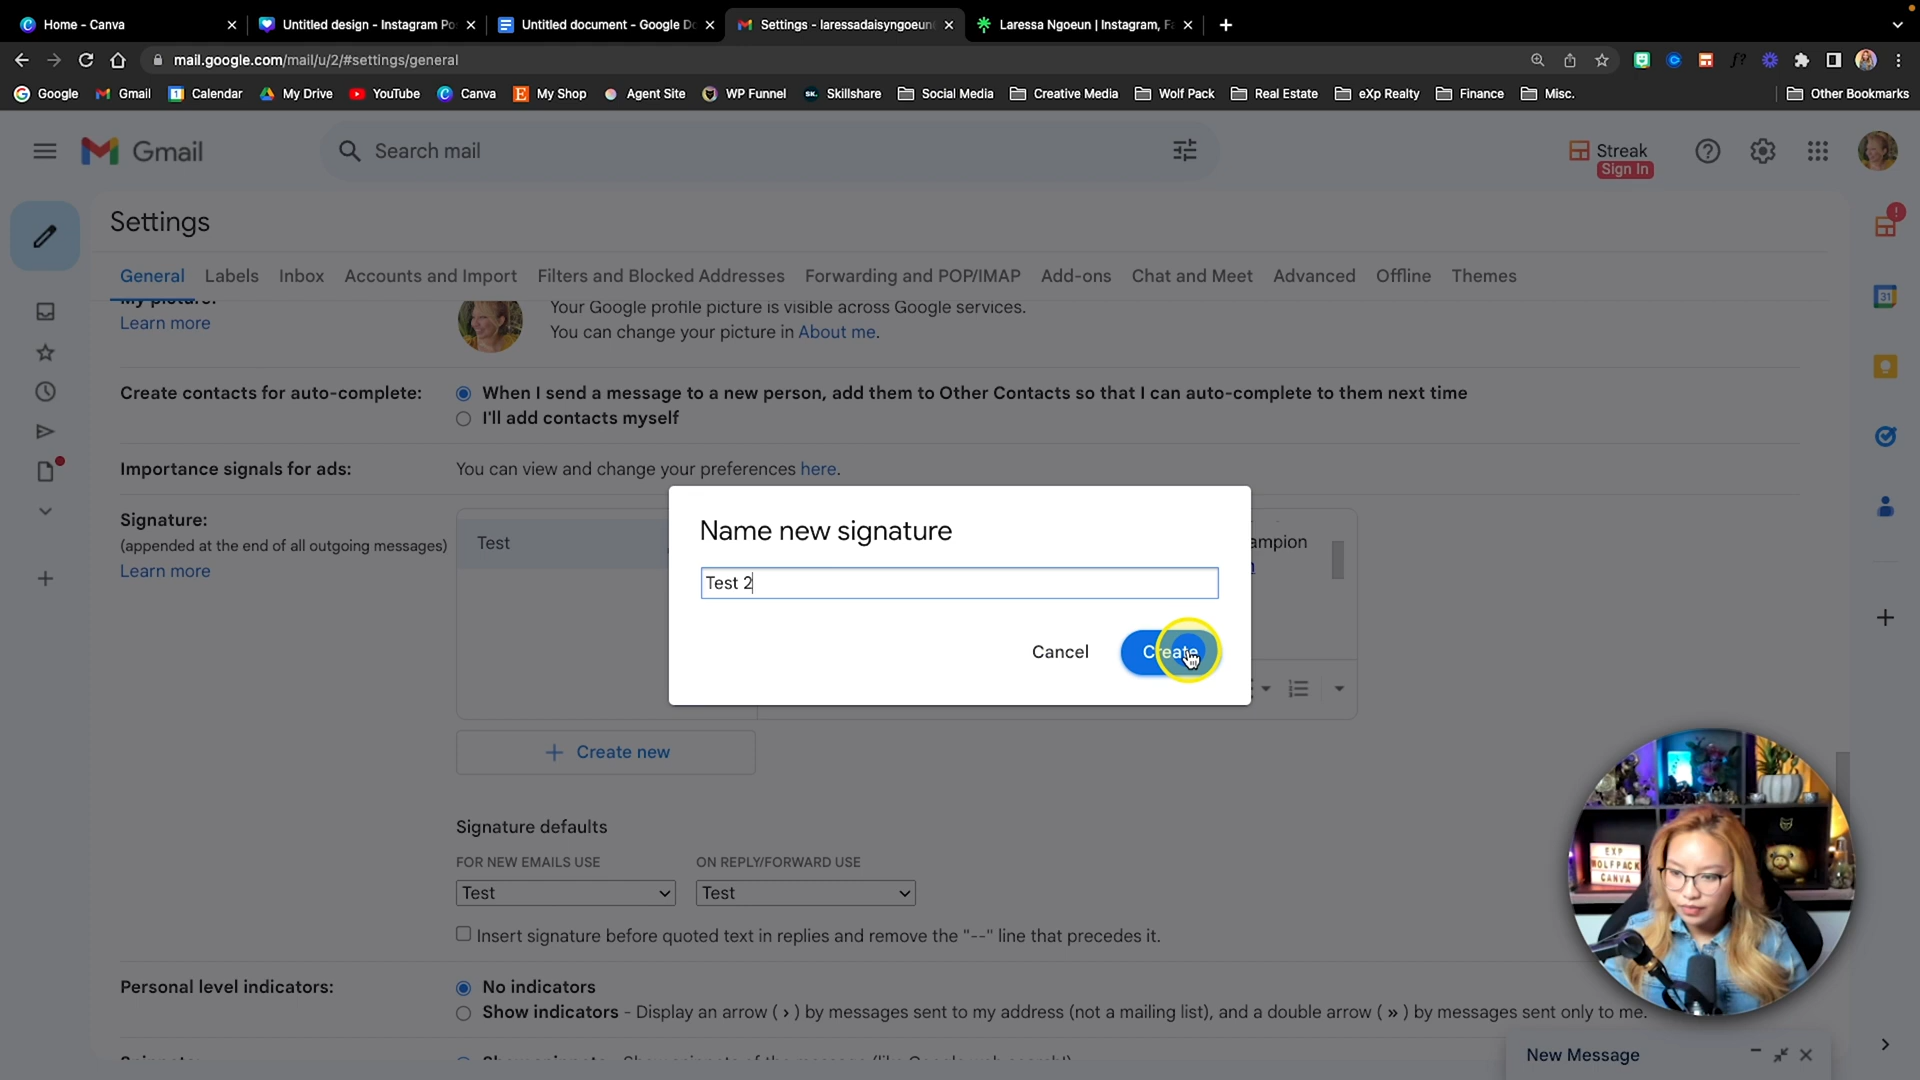 Home - Canva
Untitled design - Instagram Po
Untitled document - Google Do
Settings - laressadaisyngoeun
Laressa Ngoeun | Instagram, Fa
mail.google.com/mail/u/2/#settings/general
Google
Gmail
Calendar
My Drive
YouTube
Canva
My Shop
Agent Site
WP Funnel
Skillshare
Social Media
Creative Media
Wolf Pack
Real Estate
eXp Realty
Finance
Misc.
Other Bookmarks
Gmail
Search mail
Streak
Sign In
Settings
General
Labels
Inbox
Accounts and Import
Filters and Blocked Addresses
Forwarding and POP/IMAP
Add-ons
Chat and Meet
Advanced
Offline
Themes
My picture:
Learn more
Your Google profile picture is visible across Google services.
You can change your picture in About me.
Create contacts for auto-complete:
When I send a message to a new person, add them to Other Contacts so that I can auto-complete to them next time
I'll add contacts myself
Importance signals for ads:
You can view and change your preferences here.
Signature:
(appended at the end of all outgoing messages)
Learn more
Test
ampion
Name new signature
Test 2
Cancel
Create
+ Create new
Signature defaults
FOR NEW EMAILS USE
ON REPLY/FORWARD USE
Test
Test
Insert signature before quoted text in replies and remove the "--" line that precedes it.
Personal level indicators:
No indicators
Show indicators - Display an arrow ( › ) by messages sent to my address (not a mailing list), and a double arrow ( » ) by messages sent only to me.
New Message
EXP
WOLFPACK
CANVA